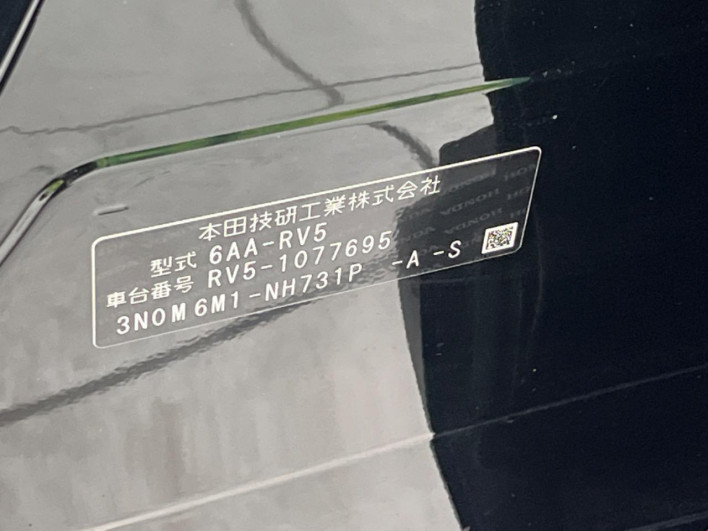 本田技研工業株式会社
型式 6AA-RV5
車台番号 RV5-1077695
3N0M6M1-NH731P -A -S